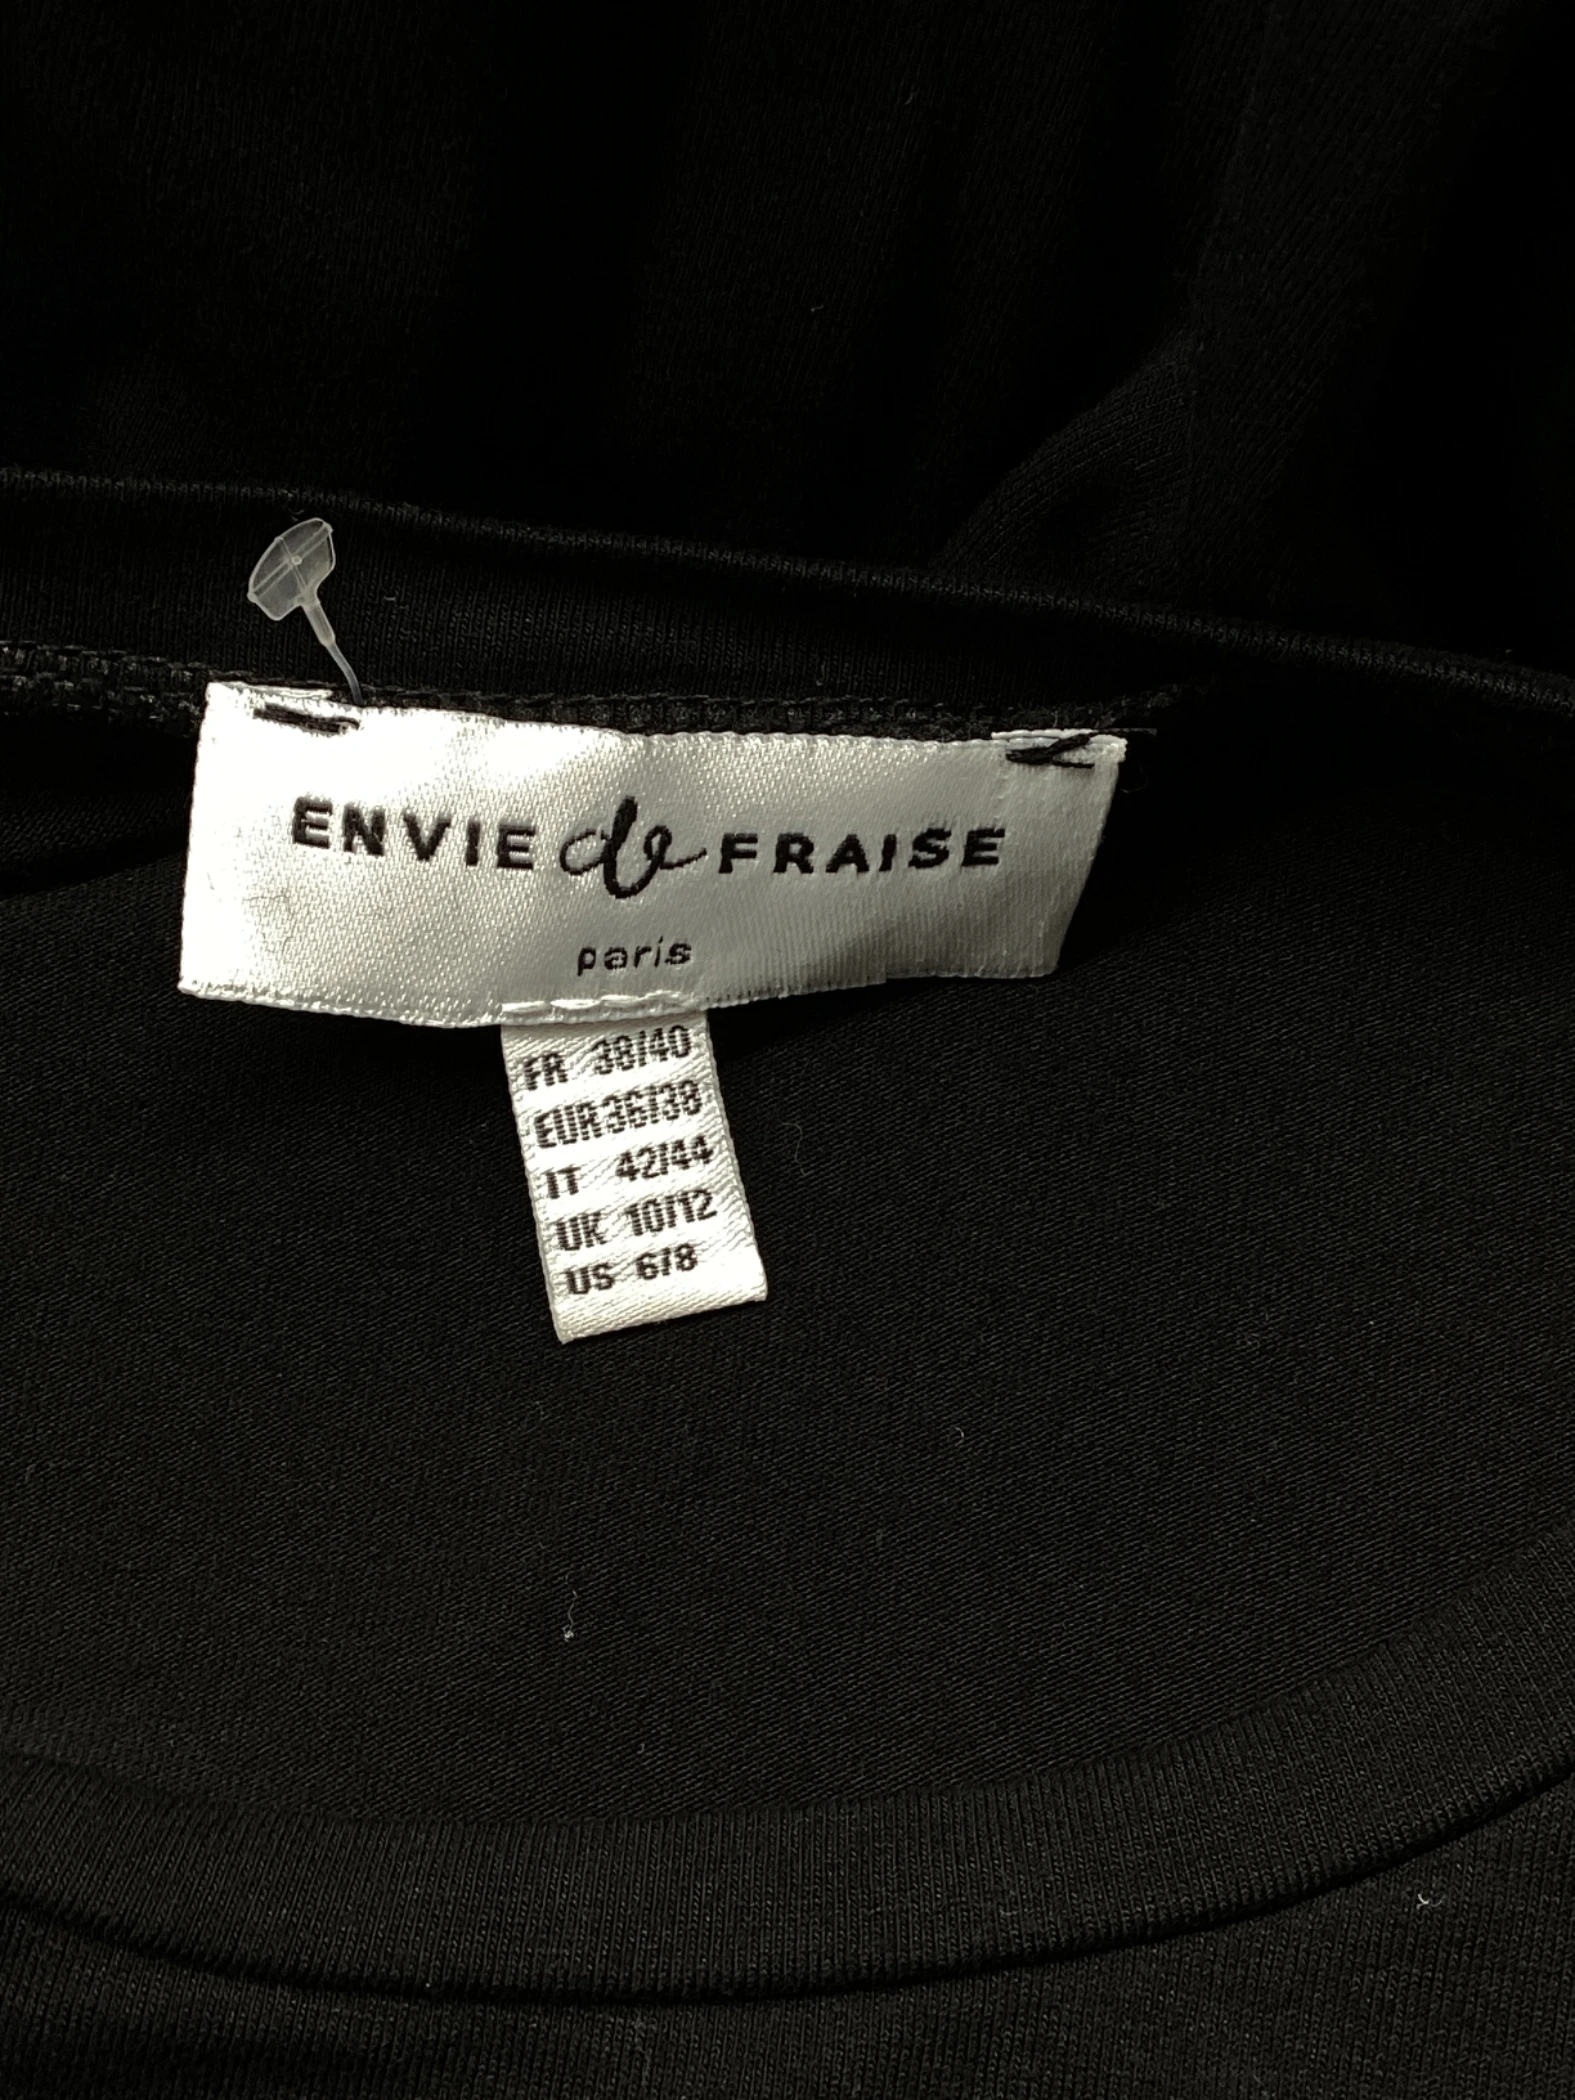 ENVIE de FRAISE
paris
FR 38/40
EUR 36/38
IT 42/44
UK 10/12
US 6/8